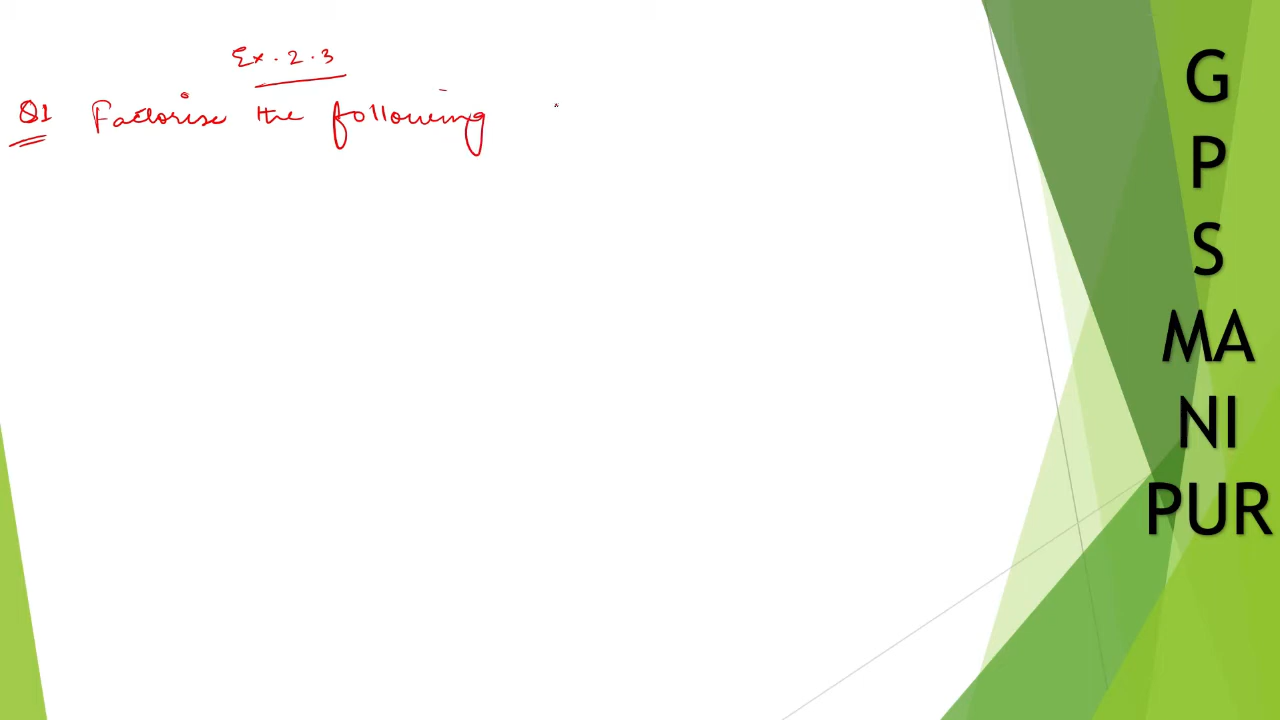 Ex. 2.3
Q1 Factorise the following
G
P
S
MA
NI
PUR